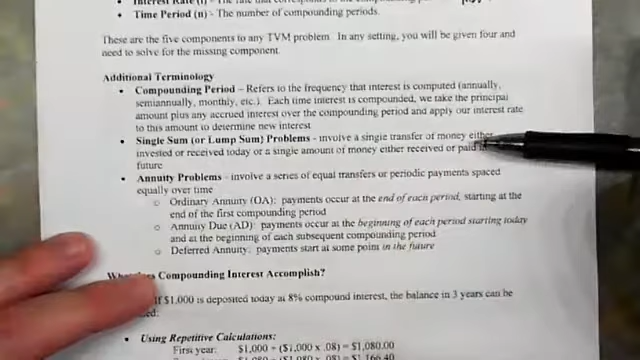 Interest Rate (i)
• Time Period (n) - The number of compounding periods.
These are the five components to any TVM problem. In any setting, you will be given four and
need to solve for the missing component.
Additional Terminology
• Compounding Period – Refers to the frequency that interest is computed (annually,
semiannually, monthly, etc.). Each time interest is compounded, we take the principal
amount plus any accrued interest over the compounding period and apply our interest rate
to this amount to determine new interest
• Single Sum (or Lump Sum) Problems - involve a single transfer of money either
invested or received today or a single amount of money either received or paid
future
• Annuity Problems - involve a series of equal transfers or periodic payments spaced
equally over time
o Ordinary Annuity (OA): payments occur at the end of each period, starting at the
end of the first compounding period
o Annuity Due (AD): payments occur at the beginning of each period starting today
and at the beginning of each subsequent compounding period
o Deferred Annuity: payments start at some point in the future
Compounding Interest Accomplish?
If $1,000 is deposited today at 8% compound interest, the balance in 3 years can be
• Using Repetitive Calculations:
First year: $1,000 + ($1,000 x .08) = $1,080.00